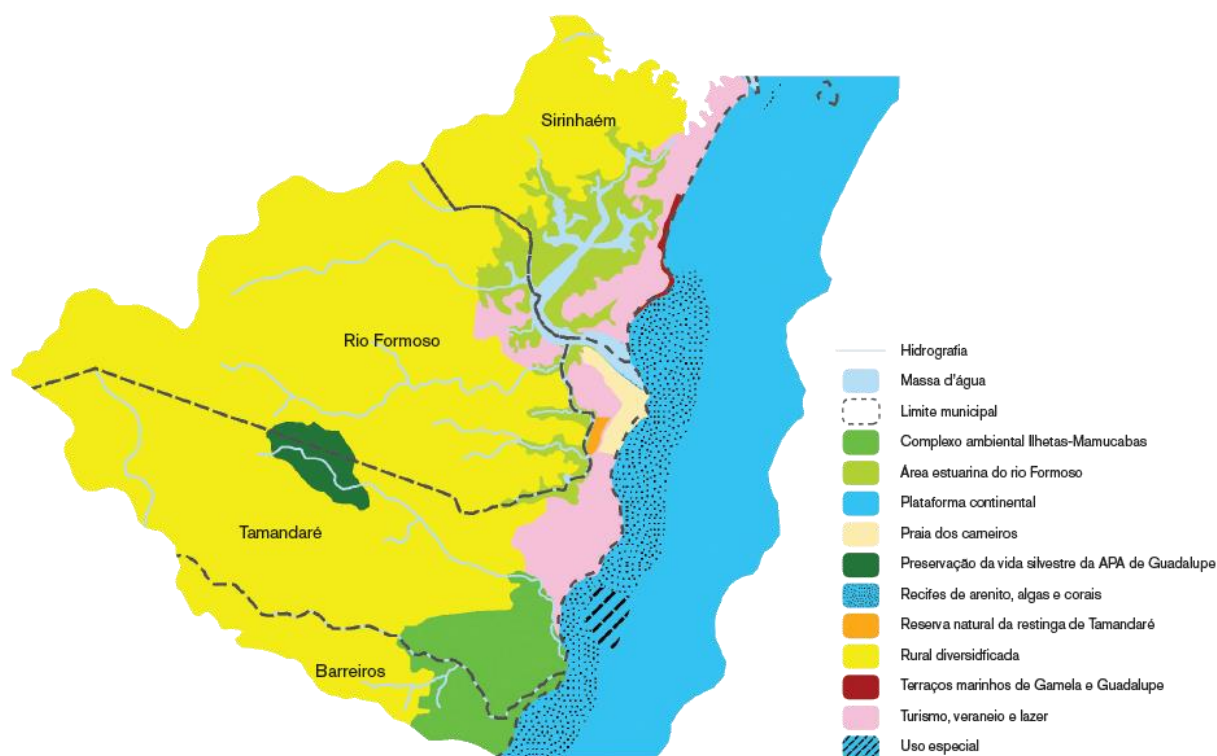 Sirinhaém
Rio Formoso
Tamandaré
Barreiros
Hidrografia
Massa d'água
Limite municipal
Complexo ambiental Ilhetas-Mamucabas
Área estuarina do rio Formoso
Plataforma continental
Praia dos carneiros
Preservação da vida silvestre da APA de Guadalupe
Recifes de arenito, algas e corais
Reserva natural da restinga de Tamandaré
Rural diversidficada
Terraços marinhos de Gamela e Guadalupe
Turismo, veraneio e lazer
Uso especial